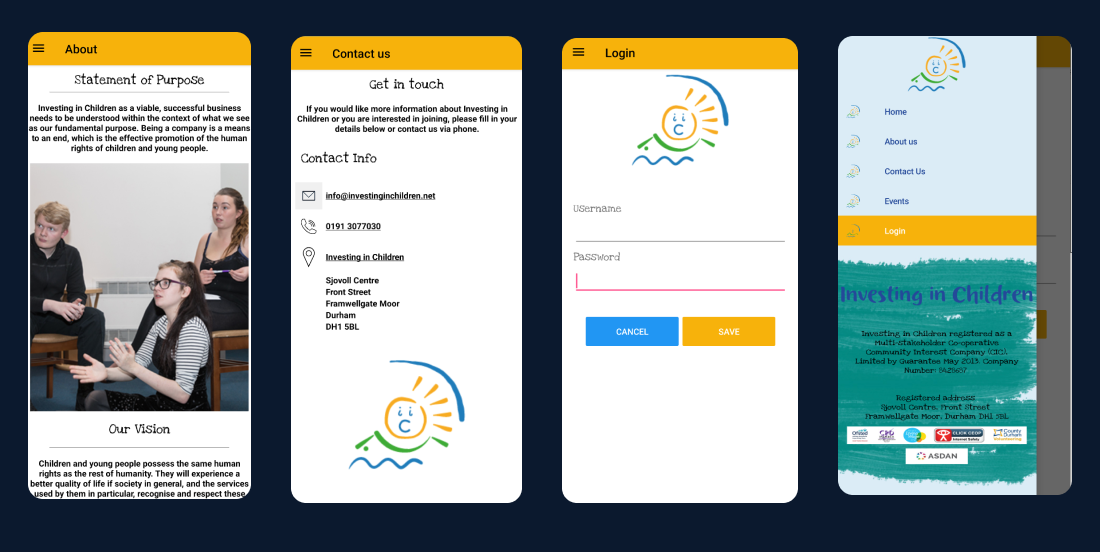 About
Statement of Purpose
Investing in Children as a viable, successful business
needs to be understood within the context of what we see
as our fundamental purpose. Being a company is a means
to an end, which is the effective promotion of the human
rights of children and young people.
Our Vision
Children and young people possess the same human
rights as the rest of humanity. They will experience a
better quality of life if society in general, and the services
used by them in particular, recognise and respect these
Contact us
Get in touch
If you would like more information about Investing in
Children or you are interested in joining, please fill in your
details below or contact us via phone.
Contact Info
info@investinginchildren.net
0191 3077030
Investing in Children
Sjovoll Centre
Front Street
Framwellgate Moor
Durham
DH1 5BL
Login
Username
Password
CANCEL
SAVE
Home
About us
Contact Us
Events
Login
Investing in Children
Investing in Children registered as a
Multi-stakeholder Co-operative
Community Interest Company (CIC).
Limited by Guarantee May 2013. Company
Number:
Registered address
Sjovoll Centre, Front Street
Framwellgate Moor, Durham DH1 5BL
CLICK CEOP
Internet Safety
County
Durham
Volunteering
ASDAN